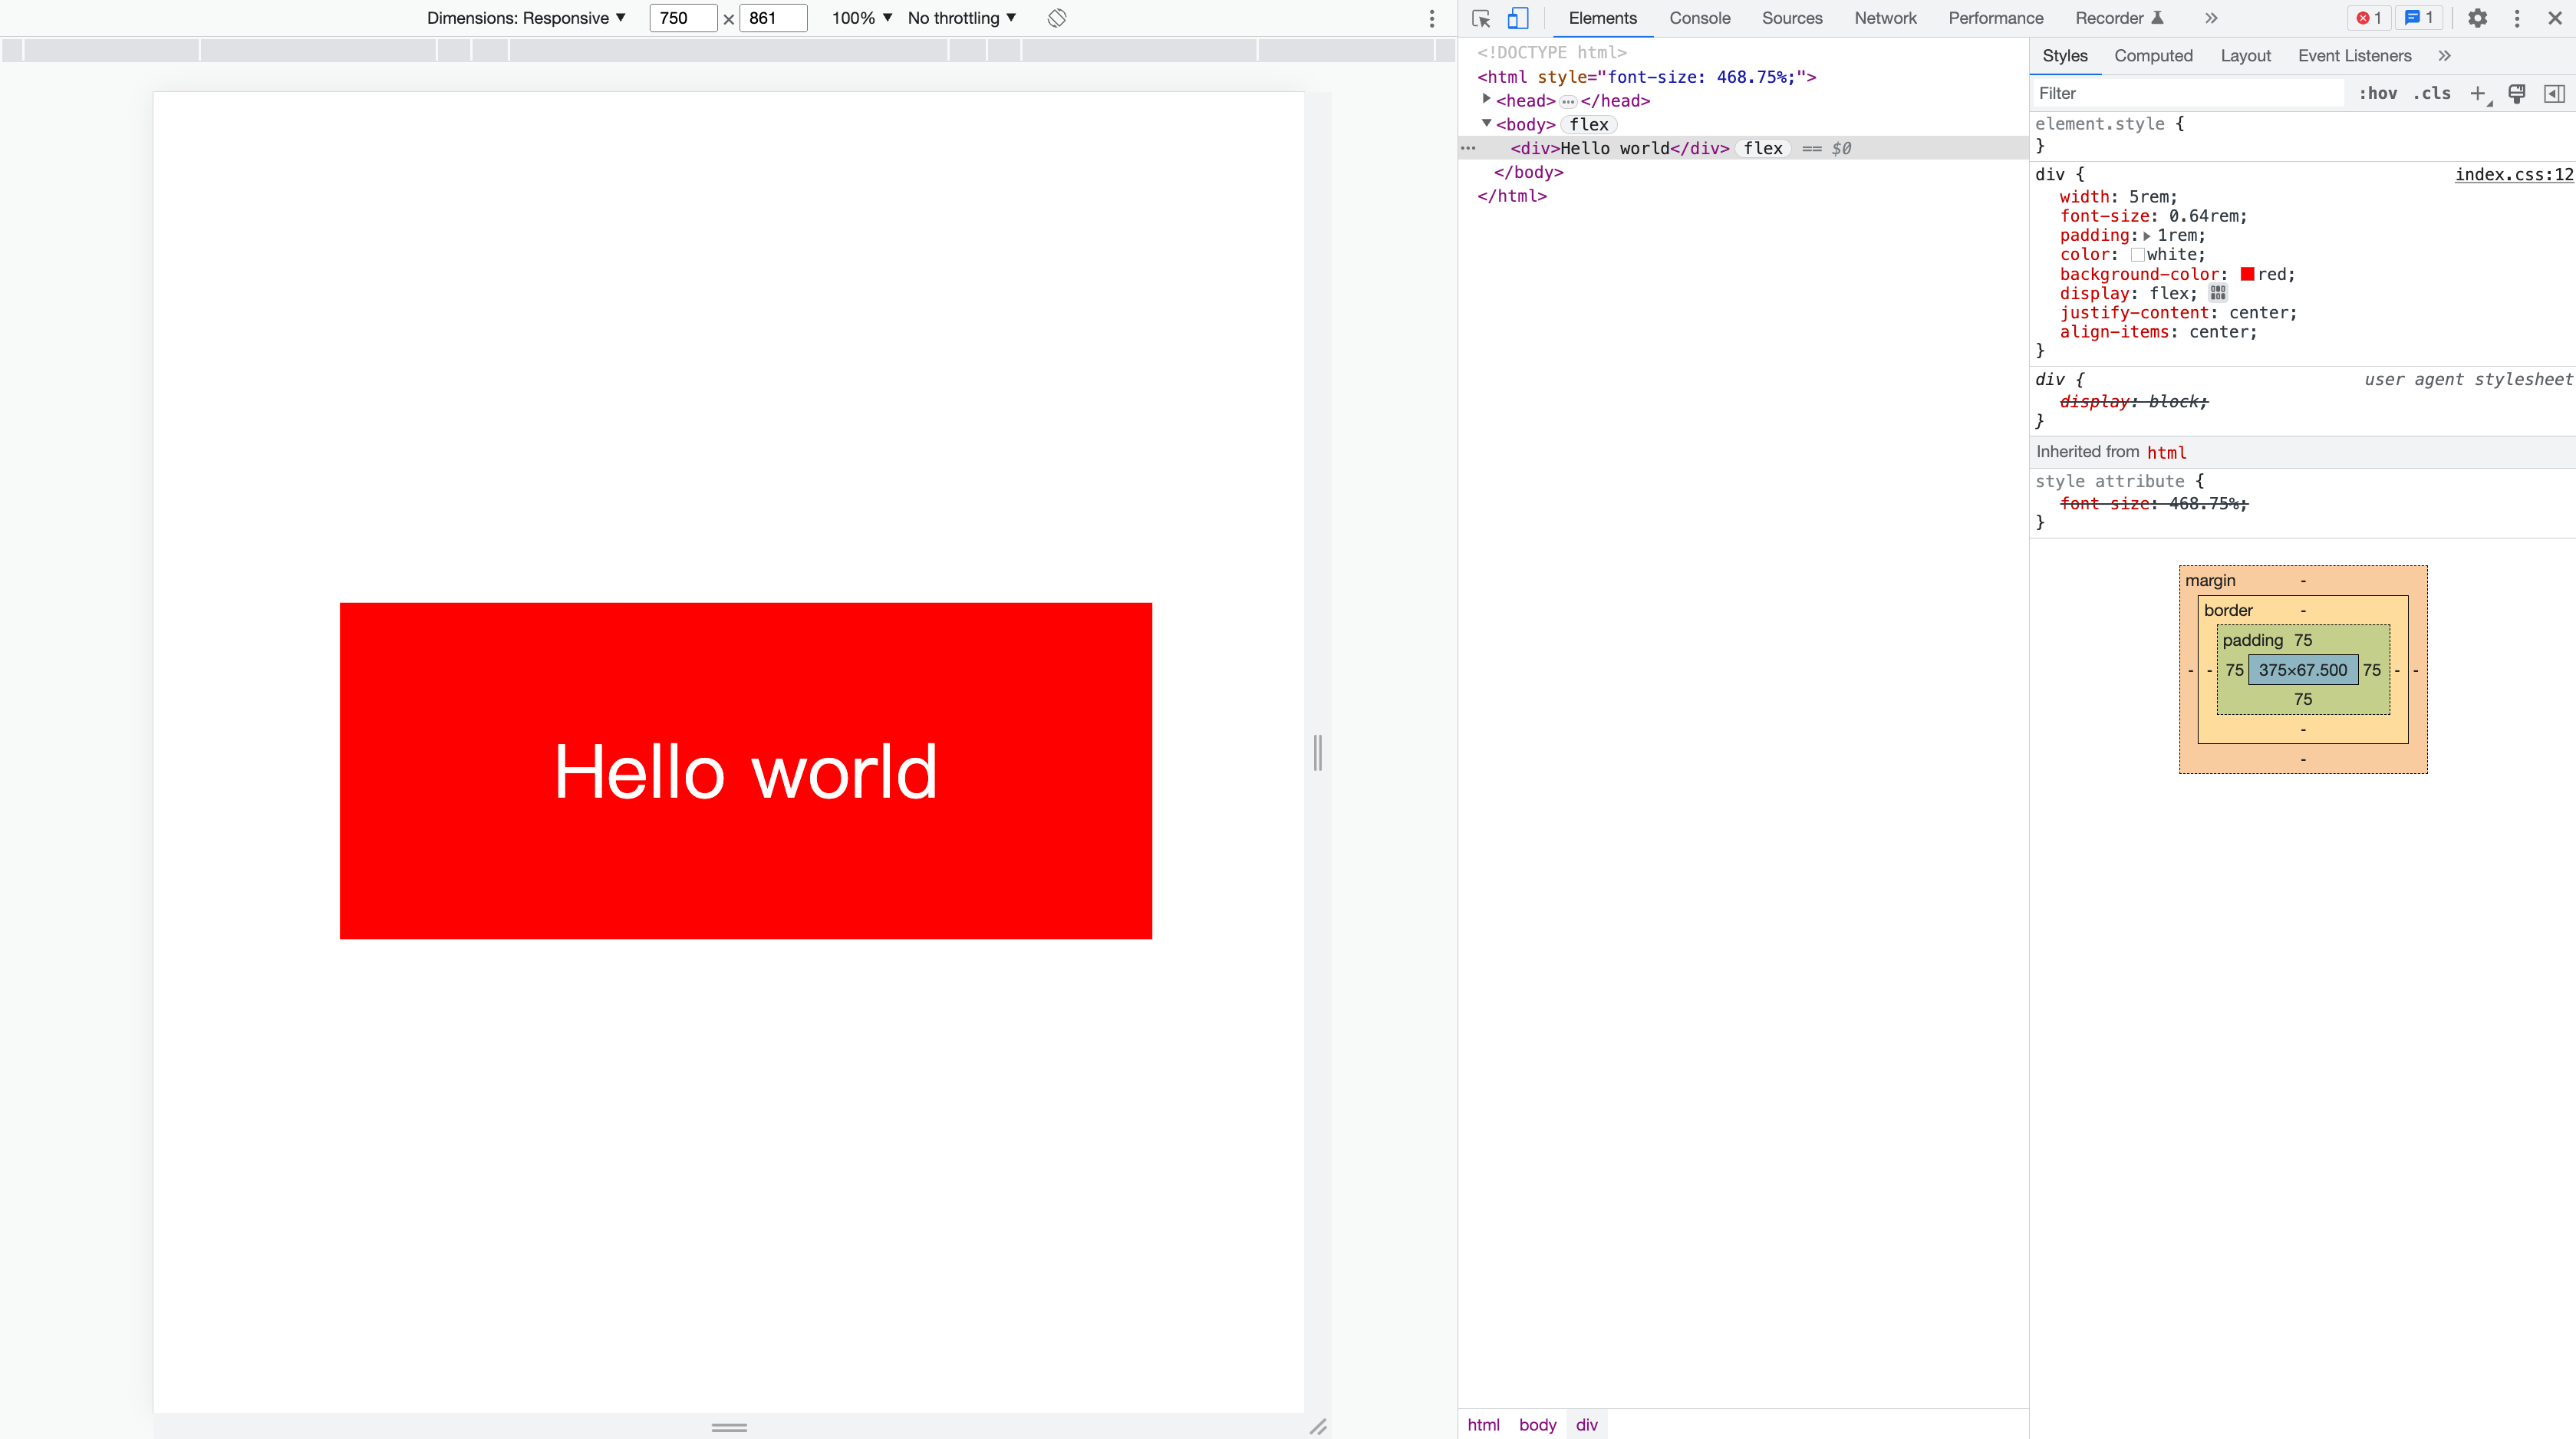 Dimensions: Responsive ▼ 750 × 861 100% ▼ No throttling ▼
Elements Console Sources Network Performance Recorder » 1 1
Hello world
<!DOCTYPE html>
<html style="font-size: 468.75%;">
<head>…</head>
<body> flex
… <div>Hello world</div> flex == $0
</body>
</html>
html body div
Styles Computed Layout Event Listeners »
Filter :hov .cls +
element.style {
}
div { index.css:12
width: 5rem;
font-size: 0.64rem;
padding: 1rem;
color: white;
background-color: red;
display: flex;
justify-content: center;
align-items: center;
}
div { user agent stylesheet
display: block;
}
Inherited from html
style attribute {
font-size: 468.75%;
}
margin -
border -
padding 75
- - 75 375×67.500 75 - -
75
-
-